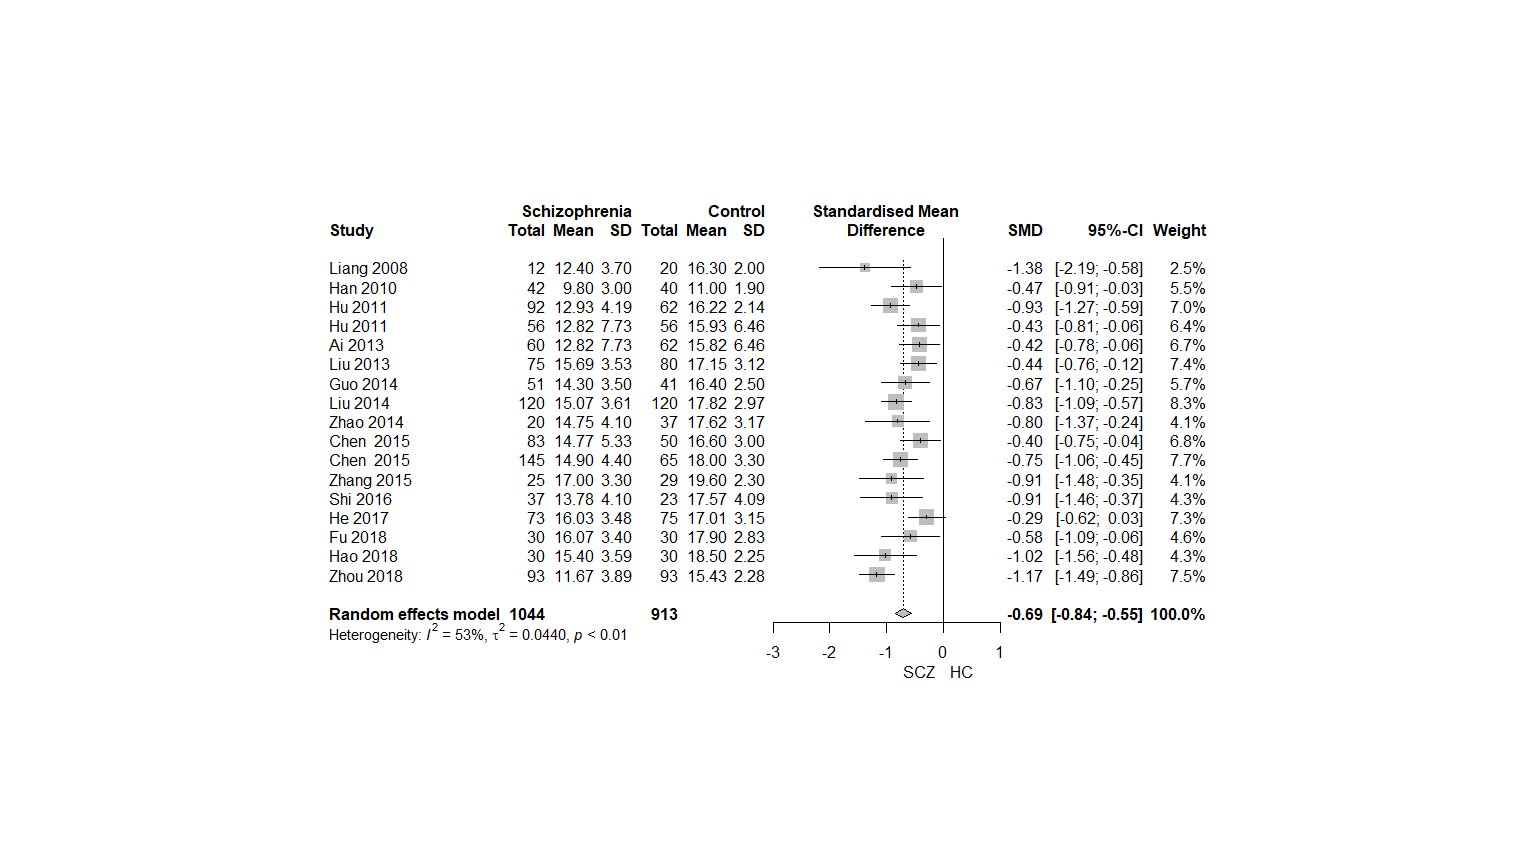 Schizophrenia Control Standardised Mean
Study Total Mean SD Total Mean SD Difference SMD 95%-CI Weight
Liang 2008 12 12.40 3.70 20 16.30 2.00 -1.38 [-2.19; -0.58] 2.5%
Han 2010 42 9.80 3.00 40 11.00 1.90 -0.47 [-0.91; -0.03] 5.5%
Hu 2011 92 12.93 4.19 62 16.22 2.14 -0.93 [-1.27; -0.59] 7.0%
Hu 2011 56 12.82 7.73 56 15.93 6.46 -0.43 [-0.81; -0.06] 6.4%
Ai 2013 60 12.82 7.73 62 15.82 6.46 -0.42 [-0.78; -0.06] 6.7%
Liu 2013 75 15.69 3.53 80 17.15 3.12 -0.44 [-0.76; -0.12] 7.4%
Guo 2014 51 14.30 3.50 41 16.40 2.50 -0.67 [-1.10; -0.25] 5.7%
Liu 2014 120 15.07 3.61 120 17.82 2.97 -0.83 [-1.09; -0.57] 8.3%
Zhao 2014 20 14.75 4.10 37 17.62 3.17 -0.80 [-1.37; -0.24] 4.1%
Chen  2015 83 14.77 5.33 50 16.60 3.00 -0.40 [-0.75; -0.04] 6.8%
Chen  2015 145 14.90 4.40 65 18.00 3.30 -0.75 [-1.06; -0.45] 7.7%
Zhang 2015 25 17.00 3.30 29 19.60 2.30 -0.91 [-1.48; -0.35] 4.1%
Shi 2016 37 13.78 4.10 23 17.57 4.09 -0.91 [-1.46; -0.37] 4.3%
He 2017 73 16.03 3.48 75 17.01 3.15 -0.29 [-0.62; 0.03] 7.3%
Fu 2018 30 16.07 3.40 30 17.90 2.83 -0.58 [-1.09; -0.06] 4.6%
Hao 2018 30 15.40 3.59 30 18.50 2.25 -1.02 [-1.56; -0.48] 4.3%
Zhou 2018 93 11.67 3.89 93 15.43 2.28 -1.17 [-1.49; -0.86] 7.5%
Random effects model 1044 913 -0.69 [-0.84; -0.55] 100.0%
Heterogeneity: I² = 53%, τ² = 0.0440, p < 0.01
-3 -2 -1 0 1
SCZ HC